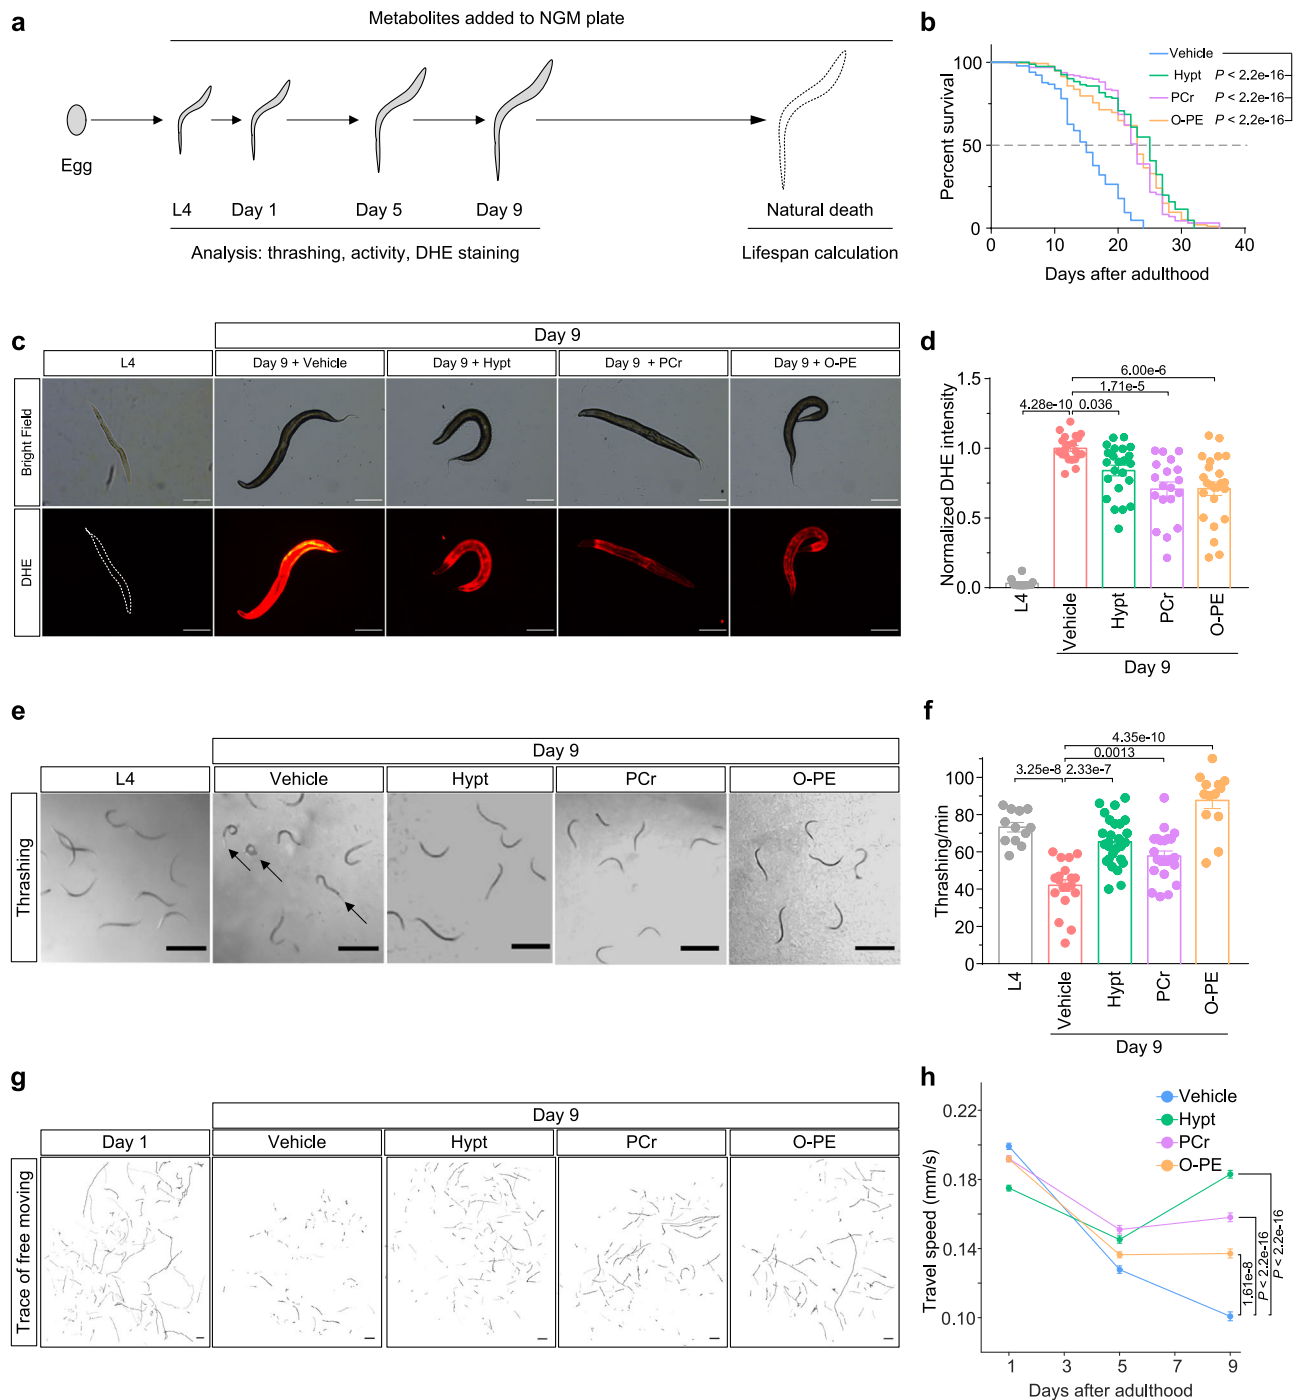 a
Metabolites added to NGM plate
Egg
L4
Day 1
Day 5
Day 9
Natural death
Analysis: thrashing, activity, DHE staining
Lifespan calculation
b
Percent survival
100
50
0
0 10 20 30 40
Days after adulthood
Vehicle
Hypt P < 2.2e-16
PCr P < 2.2e-16
O-PE P < 2.2e-16
c
Day 9
L4
Day 9 + Vehicle
Day 9 + Hypt
Day 9 + PCr
Day 9 + O-PE
Bright Field
DHE
d
Normalized DHE intensity
1.5
1.0
0.5
0.0
6.00e-6
1.71e-5
4.28e-10 0.036
L4
Vehicle
Hypt
PCr
O-PE
Day 9
e
Day 9
L4
Vehicle
Hypt
PCr
O-PE
Thrashing
f
Thrashing/min
100
80
60
40
20
0
4.35e-10
0.0013
3.25e-8 2.33e-7
L4
Vehicle
Hypt
PCr
O-PE
Day 9
g
Day 9
Day 1
Vehicle
Hypt
PCr
O-PE
Trace of free moving
h
Travel speed (mm/s)
0.22
0.18
0.14
0.10
1 3 5 7 9
Days after adulthood
Vehicle
Hypt
PCr
O-PE
1.61e-8
P < 2.2e-16
P < 2.2e-16